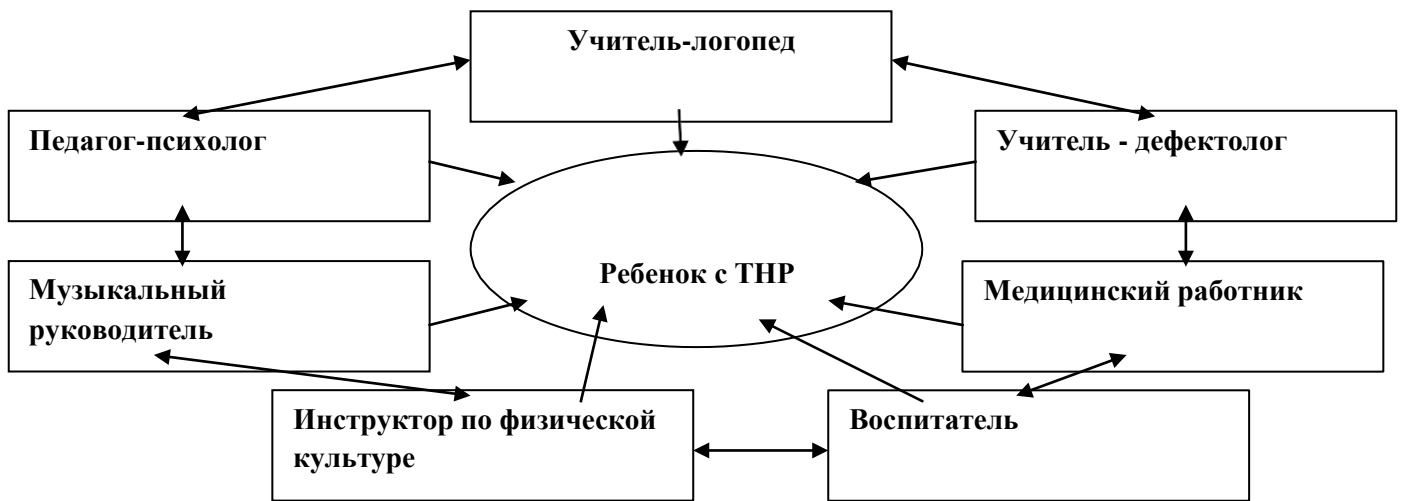 Учитель-логопед
Педагог-психолог
Учитель - дефектолог
Ребенок с ТНР
Музыкальный
руководитель
Медицинский работник
Инструктор по физической
культуре
Воспитатель